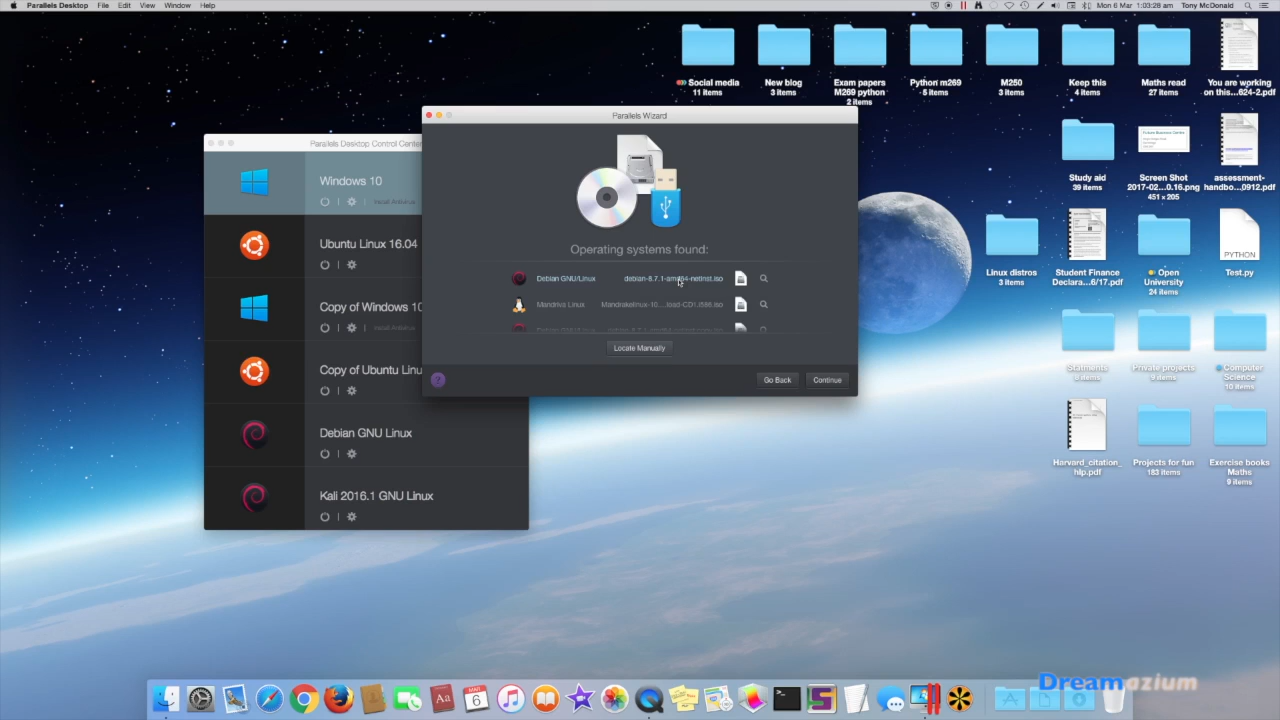 Parallels Desktop File Edit View Window Help
Mon 6 Mar 1:03:28 am Tony McDonald
Social media
11 items
New blog
3 items
Exam papers
M269 python
2 items
Python m269
5 items
M250
3 items
Keep this
4 items
Maths read
27 items
You are working
on this…624-2.pdf
Parallels Wizard
Operating systems found:
Debian GNU/Linux debian-8.7.1-amd64-netinst.iso
Mandriva Linux Mandrakelinux-10....load-CD1.i586.iso
Locate Manually
?
Go Back
Continue
Parallels Desktop Control Center
Windows 10
Install Antivirus
Ubuntu Linux 16.04
Copy of Windows 10
Install Antivirus
Copy of Ubuntu Linu
Debian GNU Linux
Kali 2016.1 GNU Linux
Study aid
39 items
Screen Shot
2017-02...0.16.png
451 × 205
assessment-
handbo...0912.pdf
Linux distros
3 items
Student Finance
Declara...6/17.pdf
Open
University
24 items
PYTHON
Test.py
Statments
Private projects
9 items
Computer
Science
10 items
Harvard_citation_
hlp.pdf
Projects for fun
183 items
Exercise books
Maths
9 items
MAR
6
Aa
Dreamozium